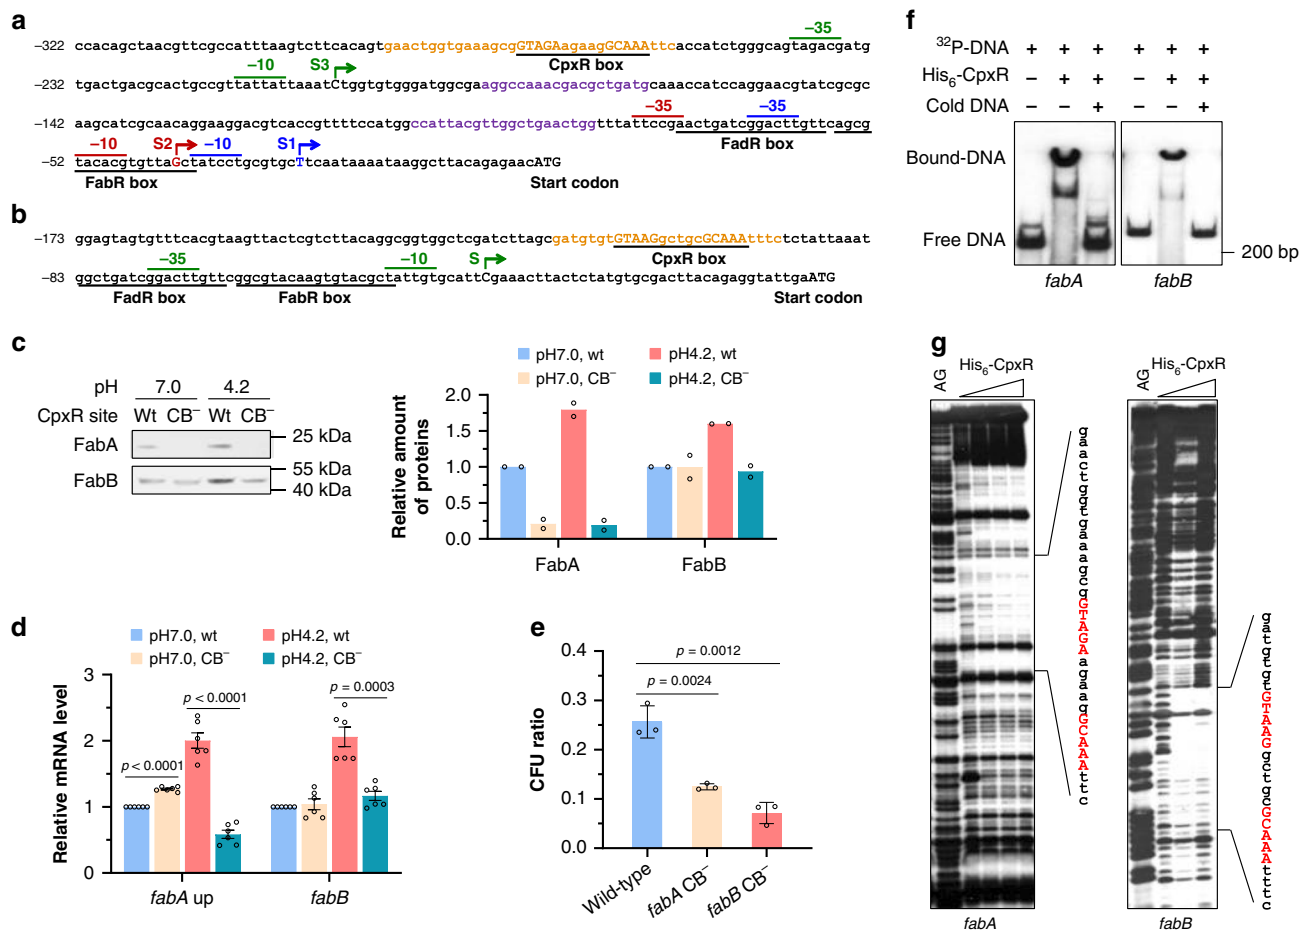 a
−35
−322 ccacagctaacgttcgccatttaagtcttcacagtgaactggtgaaagcgGTAGAagaagGCAAAttcaccatctgggcagtagacgatg
−10 S3 CpxR box
−232 tgactgacgcactgccgttattattaaatCtggtgtgggatggcgeaaggccaaacgacgctgatgcaaatccaggaacgtatcgcgc
−35 −35
−142 aagcatcgcaacaggaaggacgtcaccgttttccatggccattacgttggctgaactggtttattccgaactgatcggacttgttcagcg
−10 S2 −10 S1 FadR box
−52 tacacgtgttaGctatcctgcgtgcTtcaataaaataaggcttacagagaacATG
FabR box Start codon
b
−173 ggagtagtgtttcacgtaagttactcgtcttacaggcggtggctcgatcttagcgatgtgtGTAAGgctgcGCAAAtttctctattaaat
−35 −10 S CpxR box
−83 ggctgatcggacttgttcggcgtacaagtgtacgctattgtgcattCgaaacttactctatgtgcgacttacagaggtattgaATG
FadR box FabR box Start codon
c
pH 7.0 4.2
CpxR site Wt CB− Wt CB−
FabA 25 kDa
FabB 55 kDa
40 kDa
pH7.0, wt pH4.2, wt
pH7.0, CB− pH4.2, CB−
Relative amount
of proteins
2.0
1.5
1.0
0.5
0.0
FabA FabB
d
pH7.0, wt pH4.2, wt
pH7.0, CB− pH4.2, CB−
Relative mRNA level
3
2
1
0
p < 0.0001 p < 0.0001 p = 0.0003
fabA up fabB
e
CFU ratio
0.4
0.3
0.2
0.1
0.0
p = 0.0012
p = 0.0024
Wild-type fabA CB− fabB CB−
f
32P-DNA + + + + + +
His6-CpxR − + + − + +
Cold DNA − − + − − +
Bound-DNA
Free DNA
200 bp
fabA fabB
g
AG His6-CpxR AG His6-CpxR
gaactggtgaaagcgGTAGAagaagGCAAAttc
gatgtgtGTAAGgctgcGCAAAtttc
fabA fabB